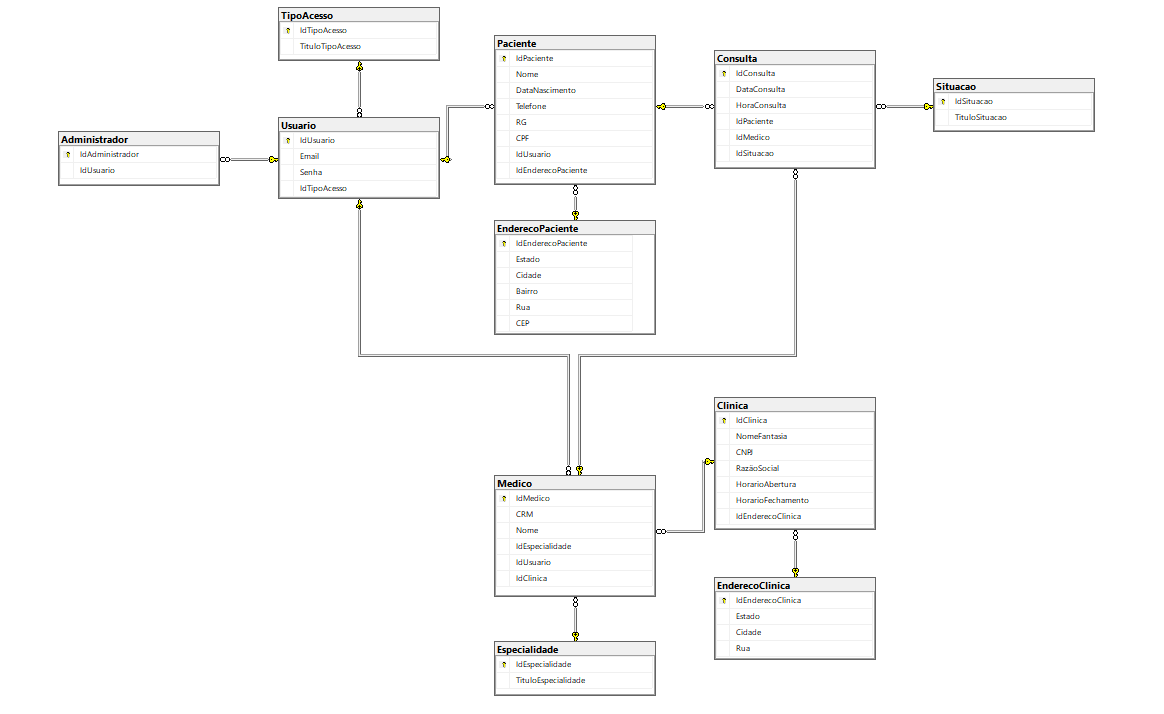 TipoAcesso
IdTipoAcesso
TituloTipoAcesso
Paciente
IdPaciente
Nome
DataNascimento
Telefone
RG
CPF
IdUsuario
IdEnderecoPaciente
Consulta
IdConsulta
DataConsulta
HoraConsulta
IdPaciente
IdMedico
IdSituacao
Situacao
IdSituacao
TituloSituacao
Administrador
IdAdministrador
IdUsuario
Usuario
IdUsuario
Email
Senha
IdTipoAcesso
EnderecoPaciente
IdEnderecoPaciente
Estado
Cidade
Bairro
Rua
CEP
Clinica
IdClinica
NomeFantasia
CNPJ
RazãoSocial
HorarioAbertura
HorarioFechamento
IdEnderecoClinica
Medico
IdMedico
CRM
Nome
IdEspecialidade
IdUsuario
IdClinica
EnderecoClinica
IdEnderecoClinica
Estado
Cidade
Rua
Especialidade
IdEspecialidade
TituloEspecialidade